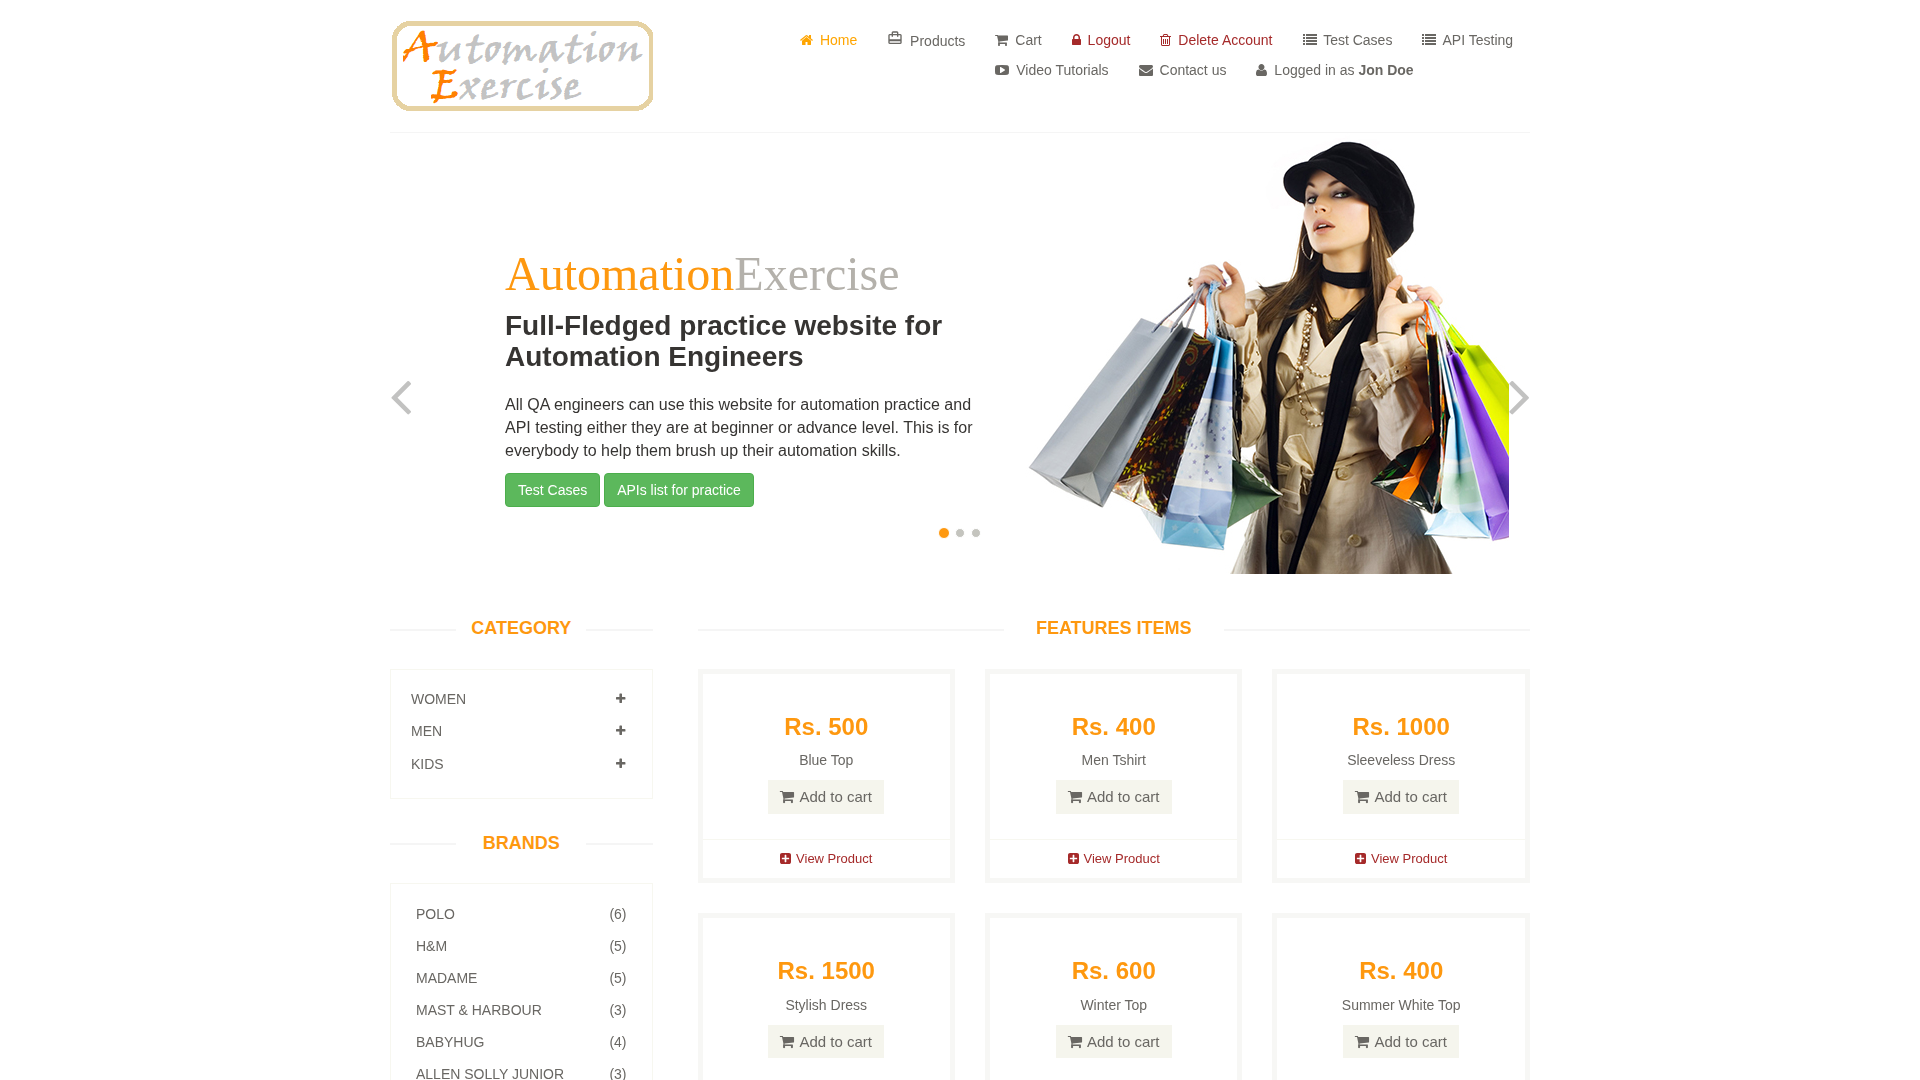 Automation
Exercise
Home
Products
Cart
Logout
Delete Account
Test Cases
API Testing
Video Tutorials
Contact us
Logged in as Jon Doe
AutomationExercise
Full-Fledged practice website for
Automation Engineers
All QA engineers can use this website for automation practice and
API testing either they are at beginner or advance level. This is for
everybody to help them brush up their automation skills.
Test Cases
APIs list for practice
CATEGORY
WOMEN
MEN
KIDS
BRANDS
POLO (6)
H&M (5)
MADAME (5)
MAST & HARBOUR (3)
BABYHUG (4)
ALLEN SOLLY JUNIOR (3)
FEATURES ITEMS
Rs. 500
Blue Top
Add to cart
View Product
Rs. 400
Men Tshirt
Add to cart
View Product
Rs. 1000
Sleeveless Dress
Add to cart
View Product
Rs. 1500
Stylish Dress
Add to cart
Rs. 600
Winter Top
Add to cart
Rs. 400
Summer White Top
Add to cart